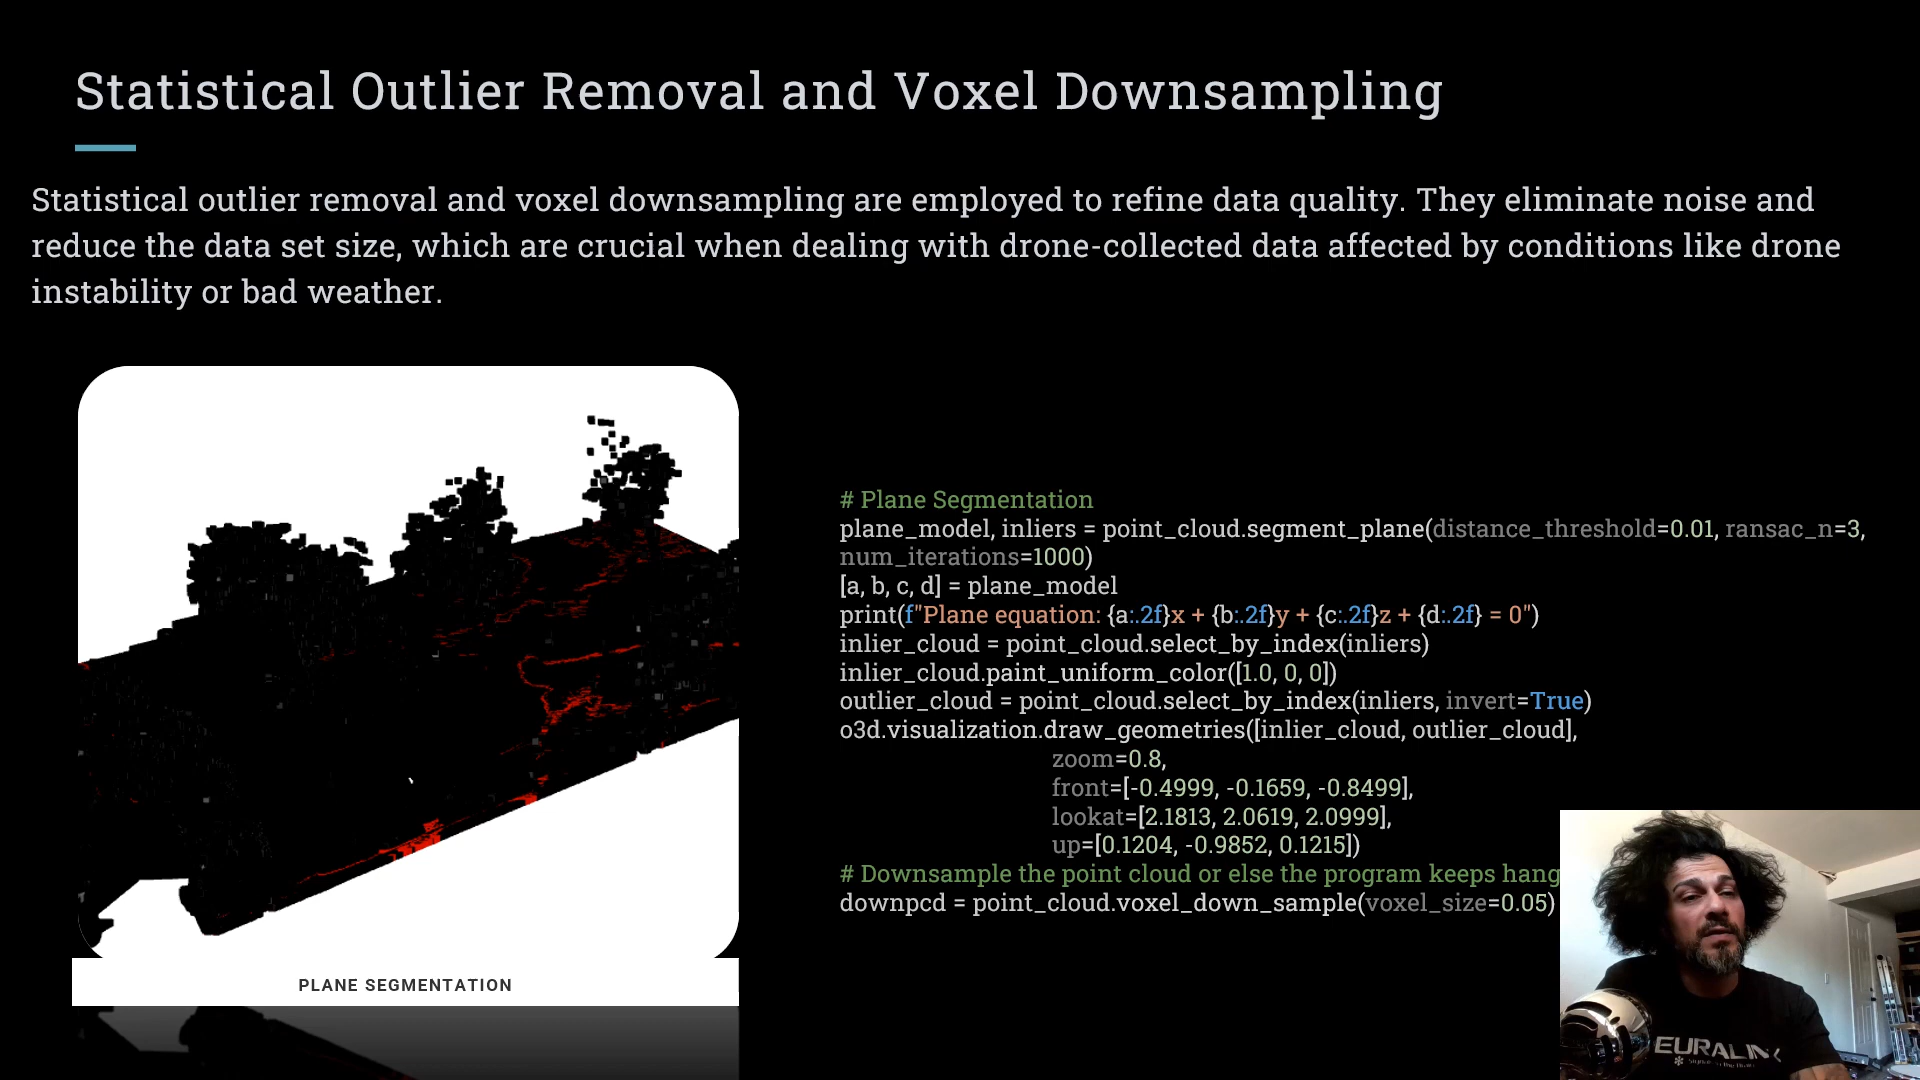 Statistical Outlier Removal and Voxel Downsampling
Statistical outlier removal and voxel downsampling are employed to refine data quality. They eliminate noise and
reduce the data set size, which are crucial when dealing with drone-collected data affected by conditions like drone
instability or bad weather.
# Plane Segmentation
plane_model, inliers = point_cloud.segment_plane(distance_threshold=0.01, ransac_n=3,
num_iterations=1000)
[a, b, c, d] = plane_model
print(f"Plane equation: {a:.2f}x + {b:.2f}y + {c:.2f}z + {d:.2f} = 0")
inlier_cloud = point_cloud.select_by_index(inliers)
inlier_cloud.paint_uniform_color([1.0, 0, 0])
outlier_cloud = point_cloud.select_by_index(inliers, invert=True)
o3d.visualization.draw_geometries([inlier_cloud, outlier_cloud],
zoom=0.8,
front=[-0.4999, -0.1659, -0.8499],
lookat=[2.1813, 2.0619, 2.0999],
up=[0.1204, -0.9852, 0.1215])
# Downsample the point cloud or else the program keeps hang
downpcd = point_cloud.voxel_down_sample(voxel_size=0.05)
PLANE SEGMENTATION
EURALIN